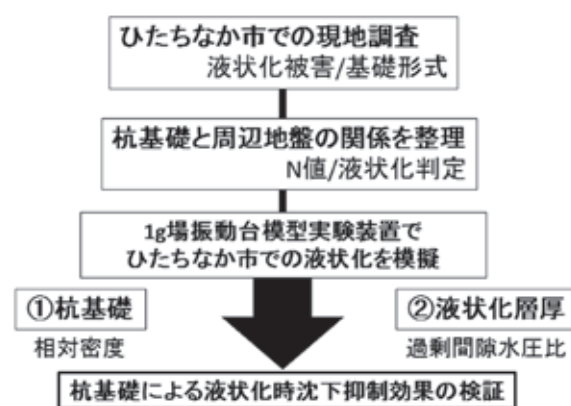 ひたちなか市での現地調査
液状化被害/基礎形式
杭基礎と周辺地盤の関係を整理
N値/液状化判定
1g場振動台模型実験装置で
ひたちなか市での液状化を模擬
①杭基礎
相対密度
②液状化層厚
過剰間隙水圧比
杭基礎による液状化時沈下抑制効果の検証